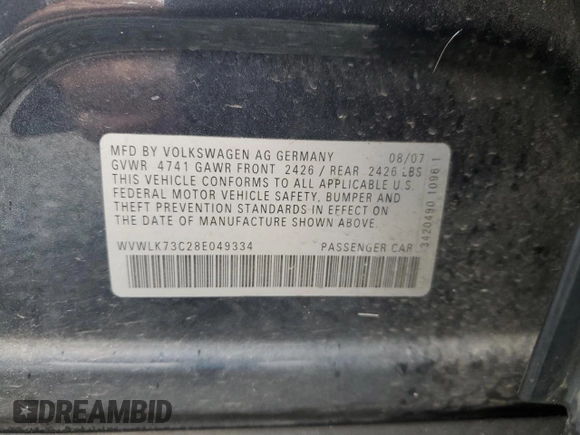 MFD BY VOLKSWAGEN AG GERMANY 08/07
GVWR 4741 GAWR FRONT 2426 / REAR 2426 LBS
THIS VEHICLE CONFORMS TO ALL APPLICABLE U.S.
FEDERAL MOTOR VEHICLE SAFETY, BUMPER AND
THEFT PREVENTION STANDARDS IN EFFECT ON
THE DATE OF MANUFACTURE SHOWN ABOVE.
WVWLK73C28E049334 PASSENGER CAR
3420490 1096 1
DREAMBID